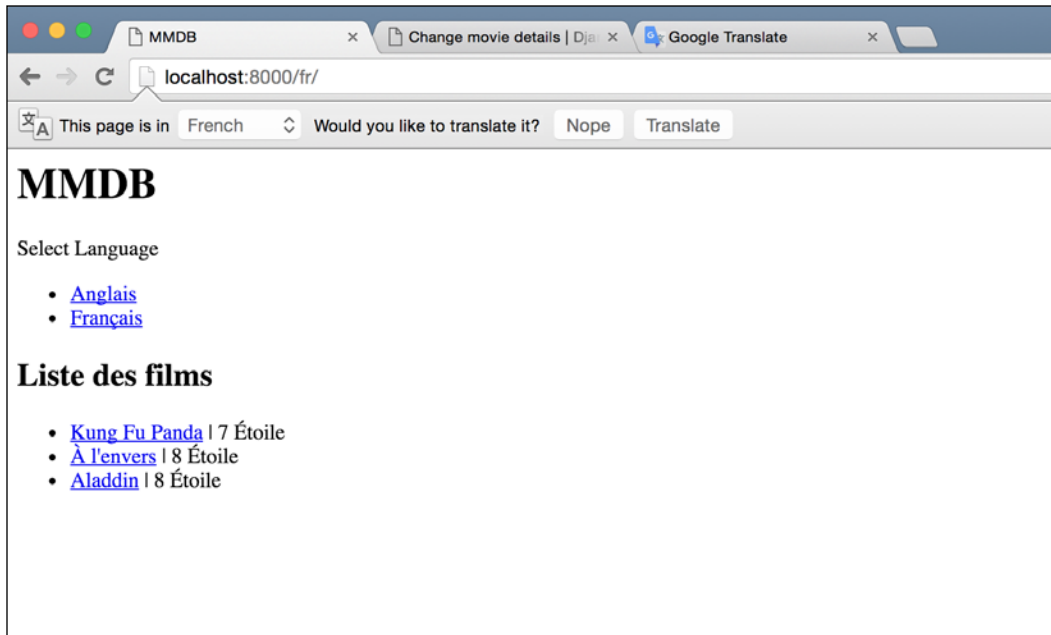 MMDB
Change movie details | Dja
Google Translate
localhost:8000/fr/
This page is in French Would you like to translate it? Nope Translate
MMDB
Select Language
Anglais
Français
Liste des films
Kung Fu Panda | 7 Étoile
À l'envers | 8 Étoile
Aladdin | 8 Étoile